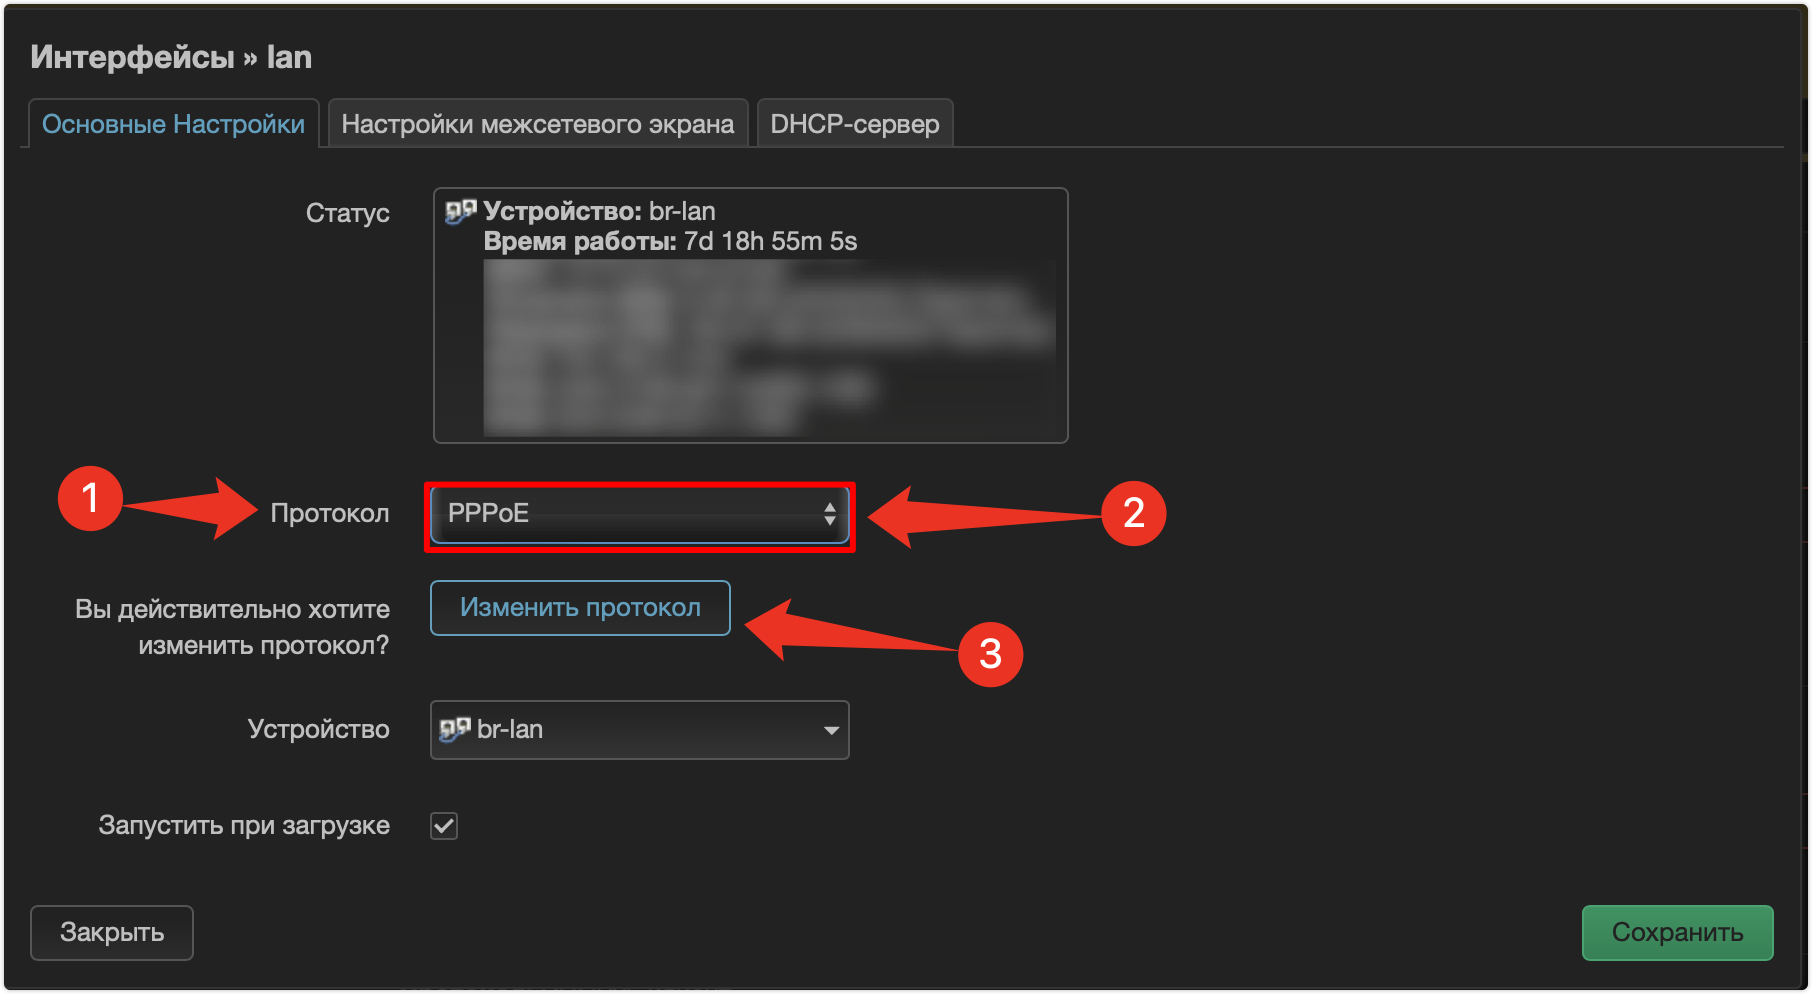 Интерфейсы » lan
Основные Настройки
Настройки межсетевого экрана
DHCP-сервер
Статус
Устройство: br-lan
Время работы: 7d 18h 55m 5s
1
Протокол
PPPoE
2
Вы действительно хотите
изменить протокол?
Изменить протокол
3
Устройство
br-lan
Запустить при загрузке
Закрыть
Сохранить